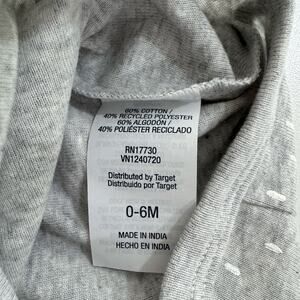 60% COTTON /
40% RECYCLED POLYESTER
60% ALGODÓN /
40% POLIÉSTER RECICLADO
RN17730
VN1240720
Distributed by Target
Distribuido por Target
0-6M
MADE IN INDIA
HECHO EN INDIA